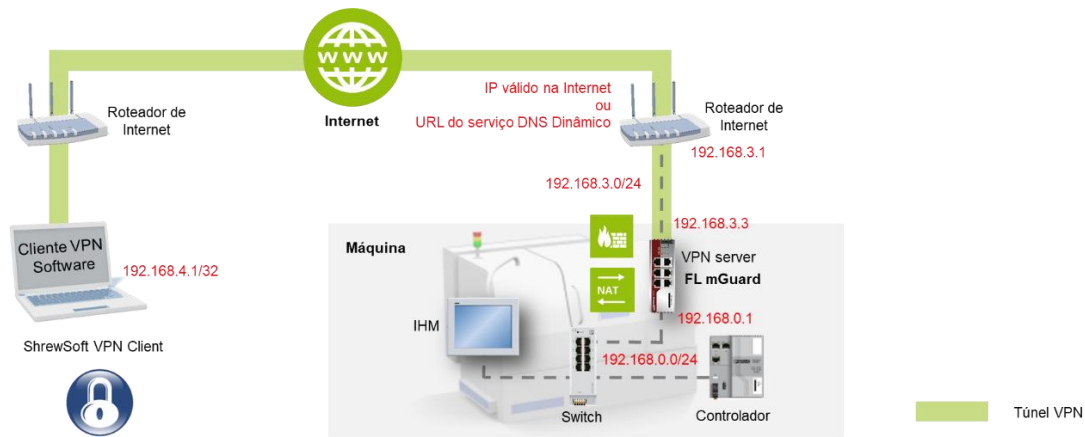 www
IP válido na Internet
ou
URL do serviço DNS Dinâmico
Roteador de
Internet
Internet
Roteador de
Internet
192.168.3.1
192.168.3.0/24
192.168.3.3
Máquina
VPN server
FL mGuard
NAT
Cliente VPN
Software
192.168.4.1/32
192.168.0.1
IHM
ShrewSoft VPN Client
192.168.0.0/24
Switch
Controlador
Túnel VPN